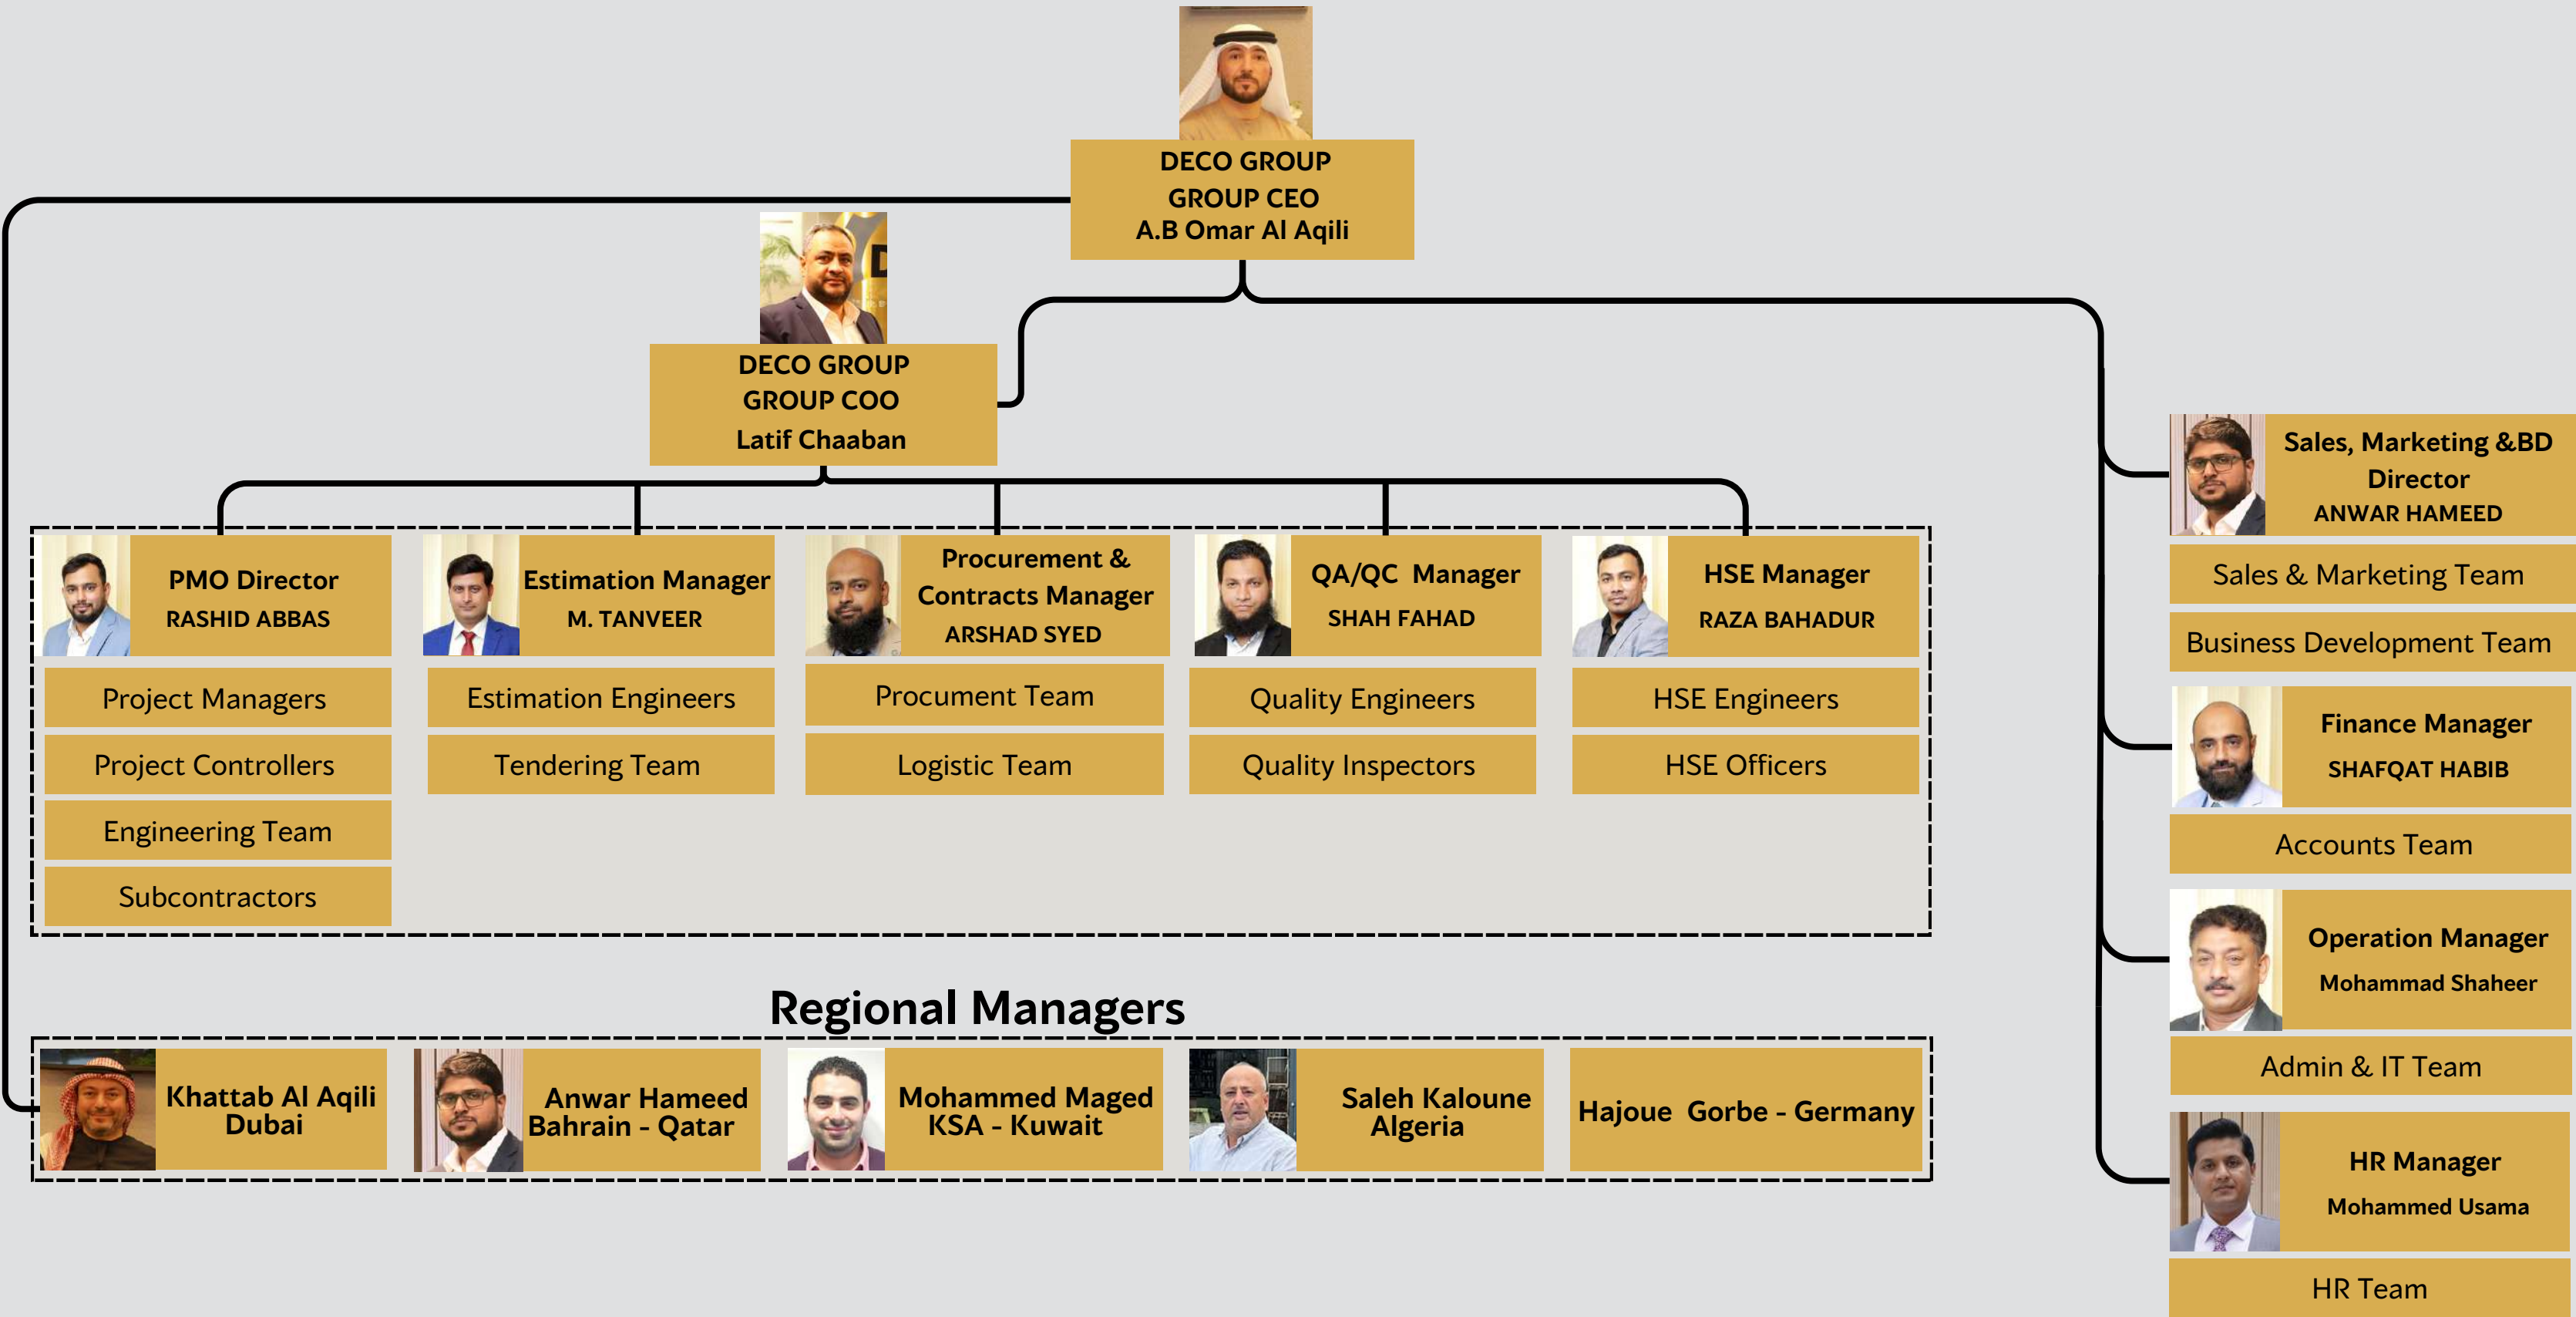 DECO GROUP
GROUP CEO
A.B Omar Al Aqili
DECO GROUP
GROUP COO
Latif Chaaban
PMO Director
RASHID ABBAS
Project Managers
Project Controllers
Engineering Team
Subcontractors
Estimation Manager
M. TANVEER
Estimation Engineers
Tendering Team
Procurement &
Contracts Manager
ARSHAD SYED
Procument Team
Logistic Team
QA/QC  Manager
SHAH FAHAD
Quality Engineers
Quality Inspectors
HSE Manager
RAZA BAHADUR
HSE Engineers
HSE Officers
Sales, Marketing &BD
Director
ANWAR HAMEED
Sales & Marketing Team
Business Development Team
Finance Manager
SHAFQAT HABIB
Accounts Team
Operation Manager
Mohammad Shaheer
Admin & IT Team
HR Manager
Mohammed Usama
HR Team
Regional Managers
Khattab Al Aqili
Dubai
Anwar Hameed
Bahrain - Qatar
Mohammed Maged
KSA - Kuwait
Saleh Kaloune
Algeria
Hajoue  Gorbe - Germany